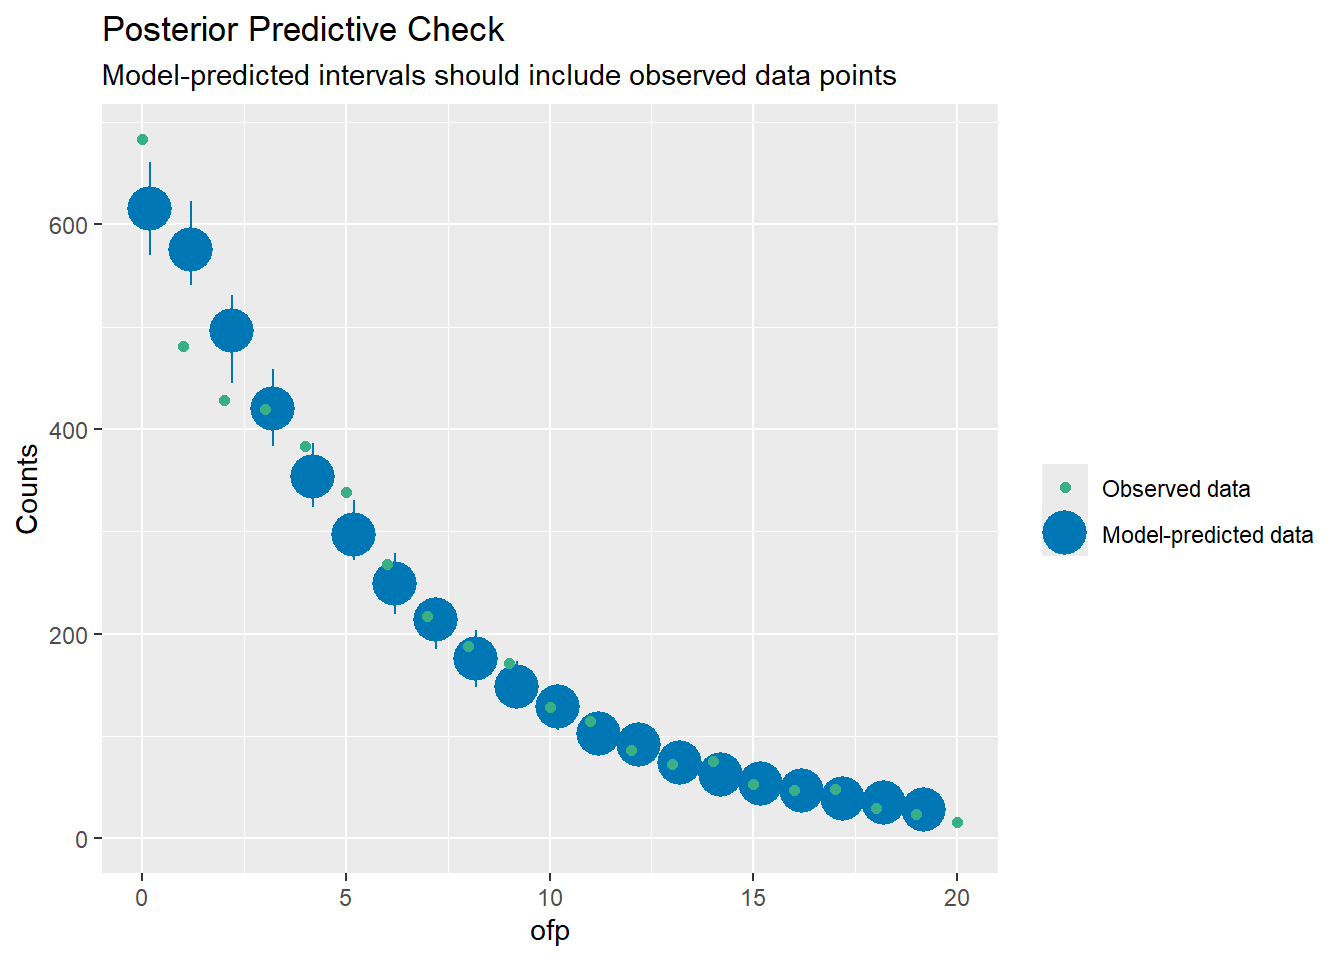 Posterior Predictive Check
Model-predicted intervals should include observed data points
600
400
200
0
Counts
0 5 10 15 20
ofp
Observed data
Model-predicted data